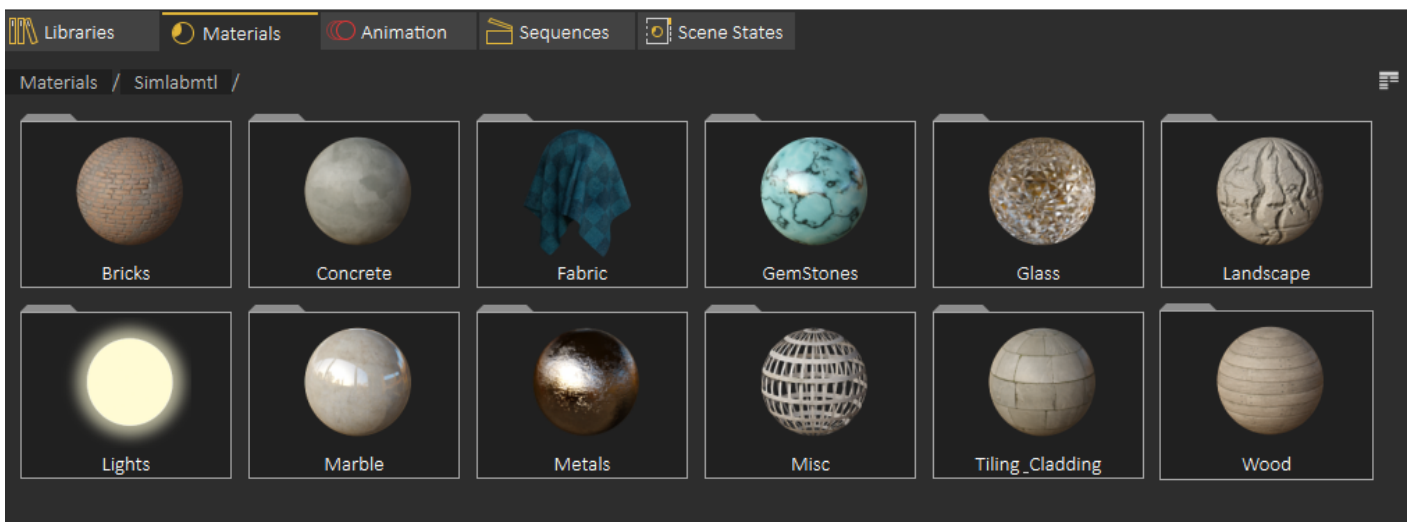 Libraries Materials Animation Sequences Scene States
Materials / Simlabmtl /
Bricks Concrete Fabric GemStones Glass Landscape
Lights Marble Metals Misc Tiling_Cladding Wood